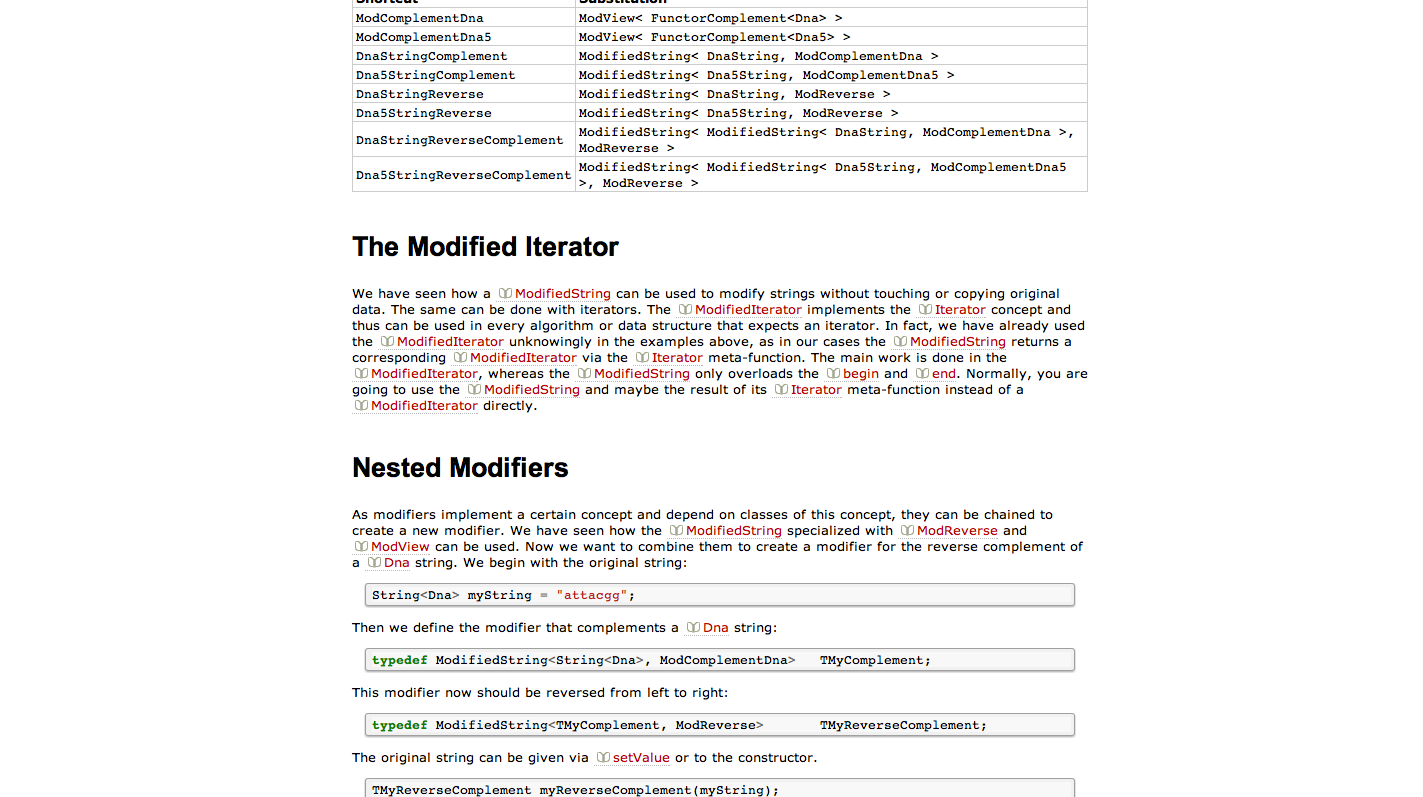 Shortcut Substitution
ModComplementDna ModView< FunctorComplement<Dna> >
ModComplementDna5 ModView< FunctorComplement<Dna5> >
DnaStringComplement ModifiedString< DnaString, ModComplementDna >
Dna5StringComplement ModifiedString< Dna5String, ModComplementDna5 >
DnaStringReverse ModifiedString< DnaString, ModReverse >
Dna5StringReverse ModifiedString< Dna5String, ModReverse >
DnaStringReverseComplement ModifiedString< ModifiedString< DnaString, ModComplementDna >,
ModReverse >
Dna5StringReverseComplement ModifiedString< ModifiedString< Dna5String, ModComplementDna5
>, ModReverse >
The Modified Iterator
We have seen how a ModifiedString can be used to modify strings without touching or copying original
data. The same can be done with iterators. The ModifiedIterator implements the Iterator concept and
thus can be used in every algorithm or data structure that expects an iterator. In fact, we have already used
the ModifiedIterator unknowingly in the examples above, as in our cases the ModifiedString returns a
corresponding ModifiedIterator via the Iterator meta-function. The main work is done in the
ModifiedIterator, whereas the ModifiedString only overloads the begin and end. Normally, you are
going to use the ModifiedString and maybe the result of its Iterator meta-function instead of a
ModifiedIterator directly.
Nested Modifiers
As modifiers implement a certain concept and depend on classes of this concept, they can be chained to
create a new modifier. We have seen how the ModifiedString specialized with ModReverse and
ModView can be used. Now we want to combine them to create a modifier for the reverse complement of
a Dna string. We begin with the original string:
String<Dna> myString = "attacgg";
Then we define the modifier that complements a Dna string:
typedef ModifiedString<String<Dna>, ModComplementDna> TMyComplement;
This modifier now should be reversed from left to right:
typedef ModifiedString<TMyComplement, ModReverse> TMyReverseComplement;
The original string can be given via setValue or to the constructor.
TMyReverseComplement myReverseComplement(myString);